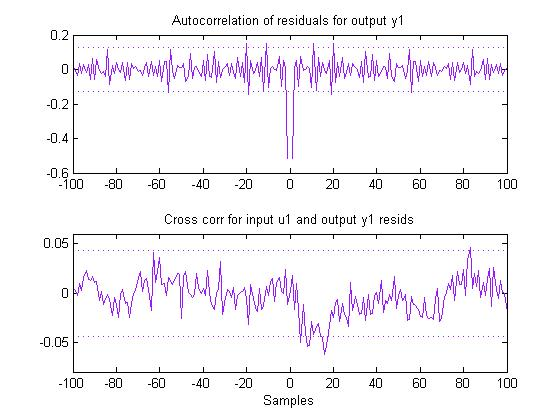 Autocorrelation of residuals for output y1
0.2
0
-0.2
-0.4
-0.6
-100 -80 -60 -40 -20 0 20 40 60 80 100
Cross corr for input u1 and output y1 resids
0.05
0
-0.05
-100 -80 -60 -40 -20 0 20 40 60 80 100
Samples